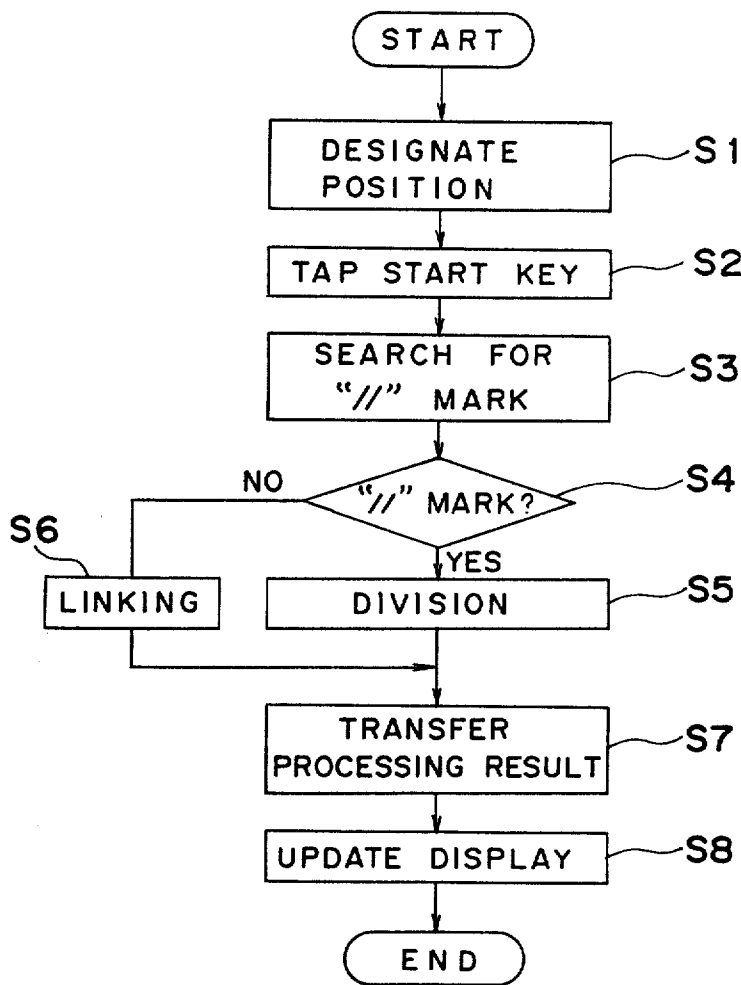 START
DESIGNATE
POSITION
S1
TAP START KEY
S2
SEARCH FOR
“//” MARK
S3
“//” MARK?
S4
NO
YES
S6
LINKING
DIVISION
S5
TRANSFER
PROCESSING RESULT
S7
UPDATE DISPLAY
S8
END